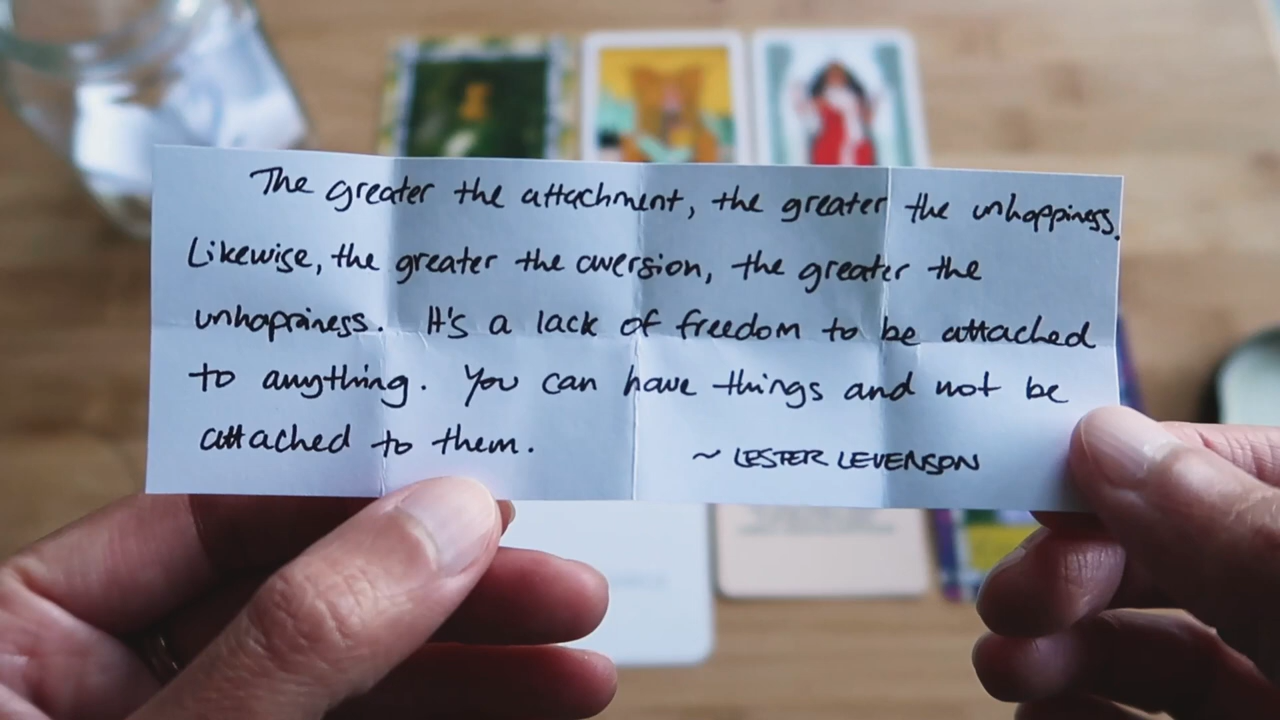 The greater the attachment, the greater the unhappiness.
Likewise, the greater the aversion, the greater the
unhappiness. It's a lack of freedom to be attached
to anything. You can have things and not be
attached to them.
~ LESTER LEVENSON